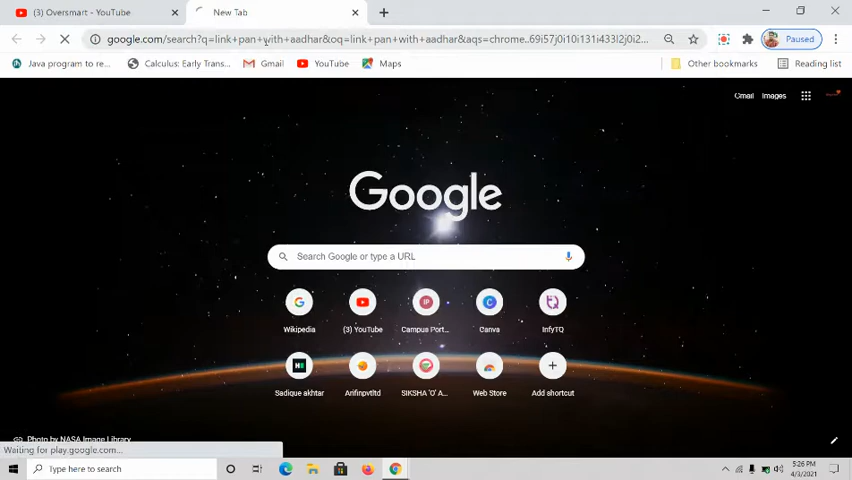 (3) Oversmart - YouTube
New Tab
google.com/search?q=link+pan+with+aadhar&oq=link+pan+with+aadhar&aqs=chrome..69i57j0i10i131i433l2j0i2...
Paused
Java program to re...
Calculus: Early Trans...
Gmail
YouTube
Maps
Other bookmarks
Reading list
Gmail Images
Google
Search Google or type a URL
Wikipedia
(3) YouTube
Campus Port...
Canva
InfyTQ
Sadique akhtar
Arifinpvtltd
SIKSHA 'O' A...
Web Store
Add shortcut
Photo by NASA Image Library
Waiting for play.google.com...
Type here to search
5:26 PM
4/3/2021